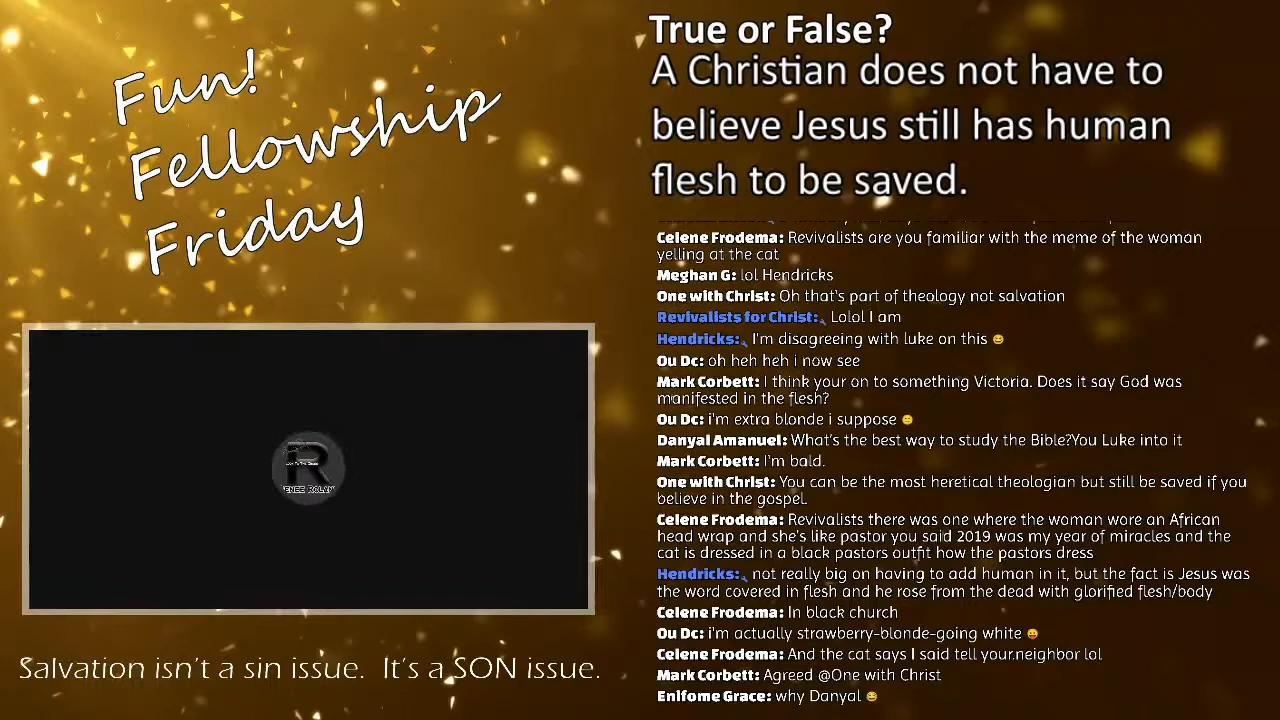 Fun!
Fellowship
Friday
True or False?
A Christian does not have to
believe Jesus still has human
flesh to be saved.
Celene Frodema: Revivalists are you familiar with the meme of the woman
yelling at the cat
Meghan G: lol Hendricks
One with Christ: Oh that's part of theology not salvation
Revivalists for Christ: Lolol I am
Hendricks: I'm disagreeing with luke on this 😊
Ou Dc: oh heh heh i now see
Mark Corbett: I think your on to something Victoria. Does it say God was
manifested in the flesh?
Ou Dc: i'm extra blonde i suppose 😊
Danyal Amanuel: What's the best way to study the Bible?You Luke into it
Mark Corbett: I'm bald.
One with Christ: You can be the most heretical theologian but still be saved if you
believe in the gospel.
Celene Frodema: Revivalists there was one where the woman wore an African
head wrap and she's like pastor you said 2019 was my year of miracles and the
cat is dressed in a black pastors outfit how the pastors dress
Hendricks: not really big on having to add human in it, but the fact is Jesus was
the word covered in flesh and he rose from the dead with glorified flesh/body
Celene Frodema: In black church
Ou Dc: i'm actually strawberry-blonde-going white 😛
Celene Frodema: And the cat says I said tell your.neighbor lol
Mark Corbett: Agreed @One with Christ
Enifome Grace: why Danyal 😂
R
Salvation isn't a sin issue. It's a SON issue.